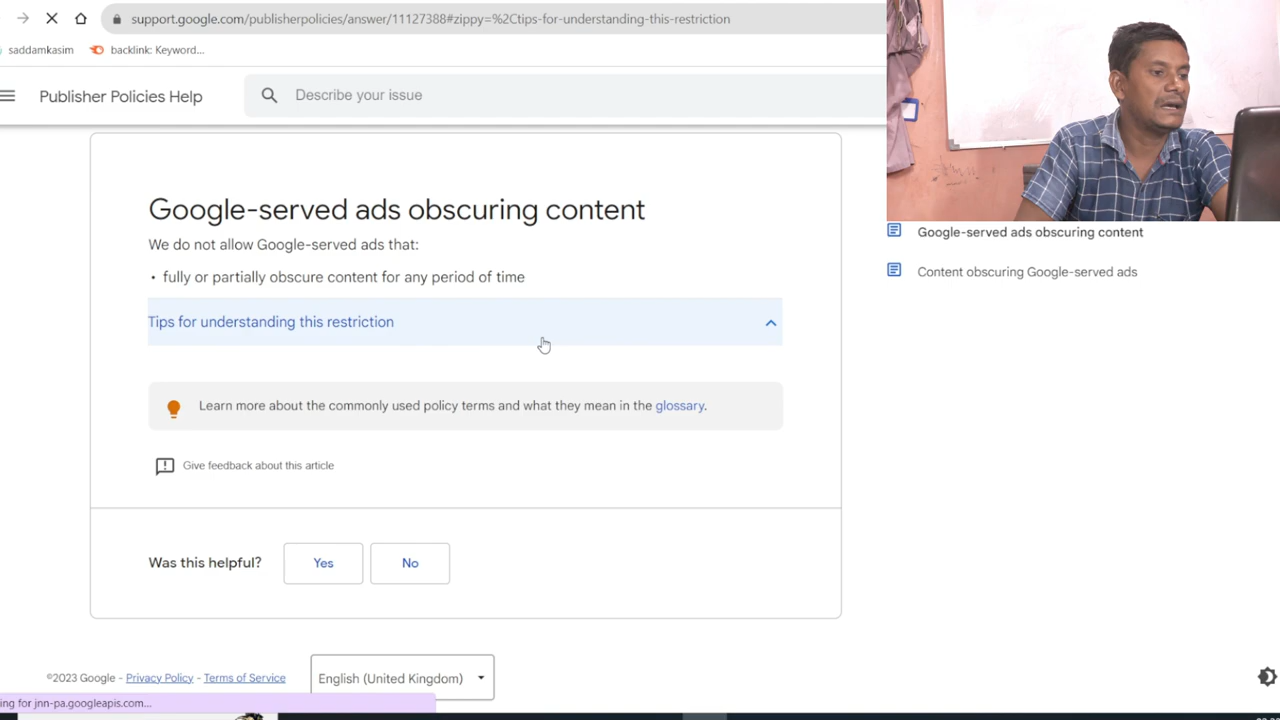 support.google.com/publisherpolicies/answer/11127388#zippy=%2Ctips-for-understanding-this-restriction
saddamkasim
backlink: Keyword...
Publisher Policies Help
Describe your issue
Google-served ads obscuring content
We do not allow Google-served ads that:
• fully or partially obscure content for any period of time
Tips for understanding this restriction
Learn more about the commonly used policy terms and what they mean in the glossary.
Give feedback about this article
Was this helpful?
Yes
No
Google-served ads obscuring content
Content obscuring Google-served ads
©2023 Google - Privacy Policy - Terms of Service
English (United Kingdom)
ing for jnn-pa.googleapis.com...